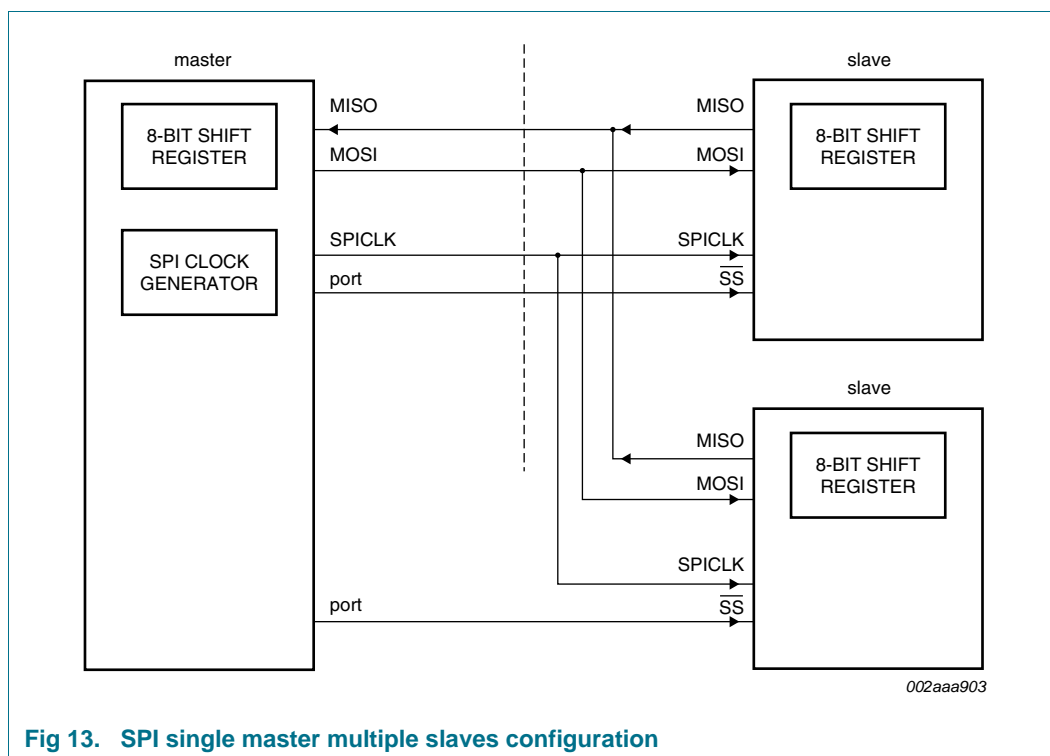 master
slave
8-BIT SHIFT
REGISTER
SPI CLOCK
GENERATOR
MISO
MOSI
SPICLK
port
MISO
MOSI
SPICLK
SS
8-BIT SHIFT
REGISTER
slave
MISO
MOSI
SPICLK
SS
8-BIT SHIFT
REGISTER
port
002aaa903
Fig 13. SPI single master multiple slaves configuration